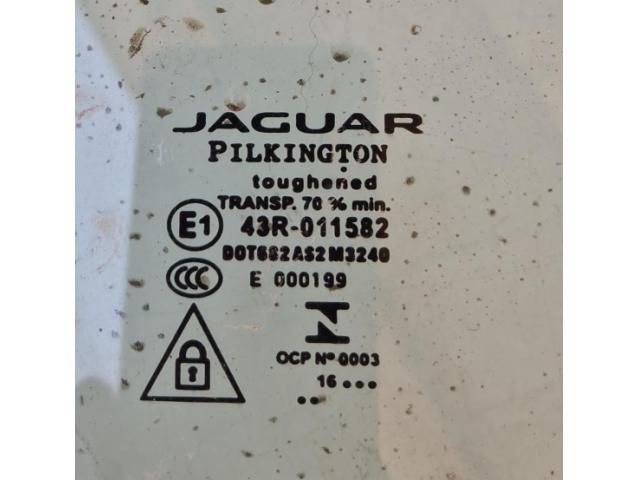 JAGUAR
PILKINGTON
toughened
TRANSP. 70 % min.
E1 43R-011582
DOT682AS2M3240
CCC E 000199
OCP Nº 0003
16 •••
••